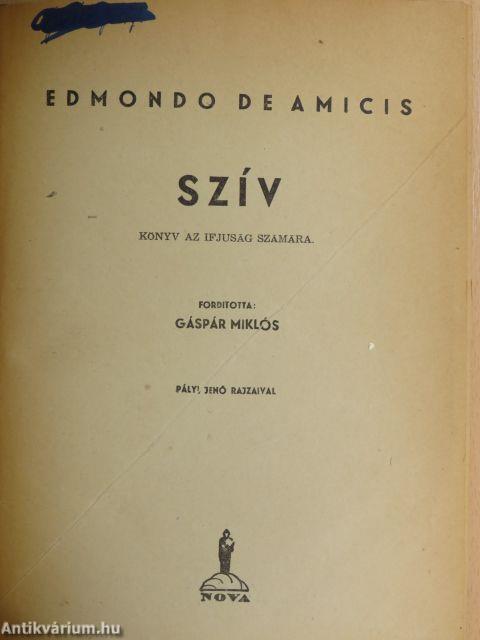 EDMONDO DE AMICIS
SZÍV
KÖNYV AZ IFJUSÁG SZÁMÁRA.
FORDITOTTA:
GÁSPÁR MIKLÓS
PÁLYI JENŐ RAJZAIVAL
NOVA
Antikvárium.hu